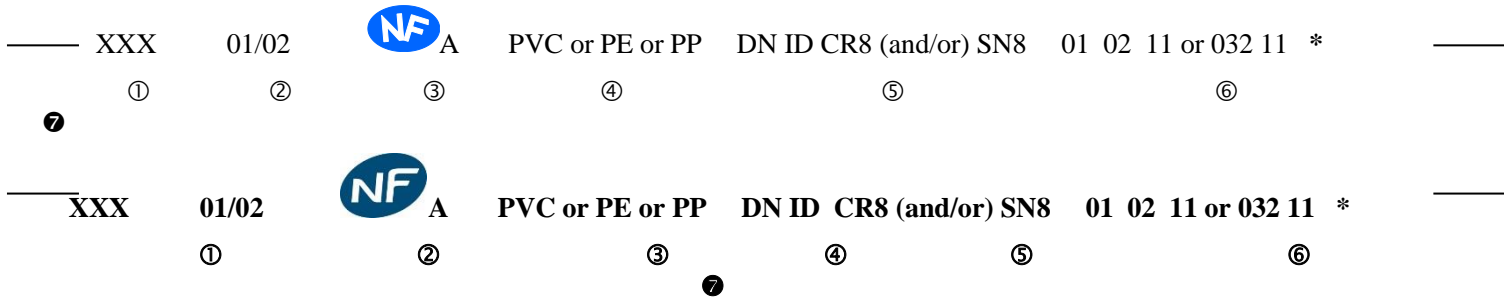 XXX 01/02 NF A PVC or PE or PP DN ID CR8 (and/or) SN8 01 02 11 or 032 11 *
① ② ③ ④ ⑤ ⑥
❼
XXX 01/02 NF A PVC or PE or PP DN ID CR8 (and/or) SN8 01 02 11 or 032 11 *
① ② ③ ④ ⑤ ⑥
❼